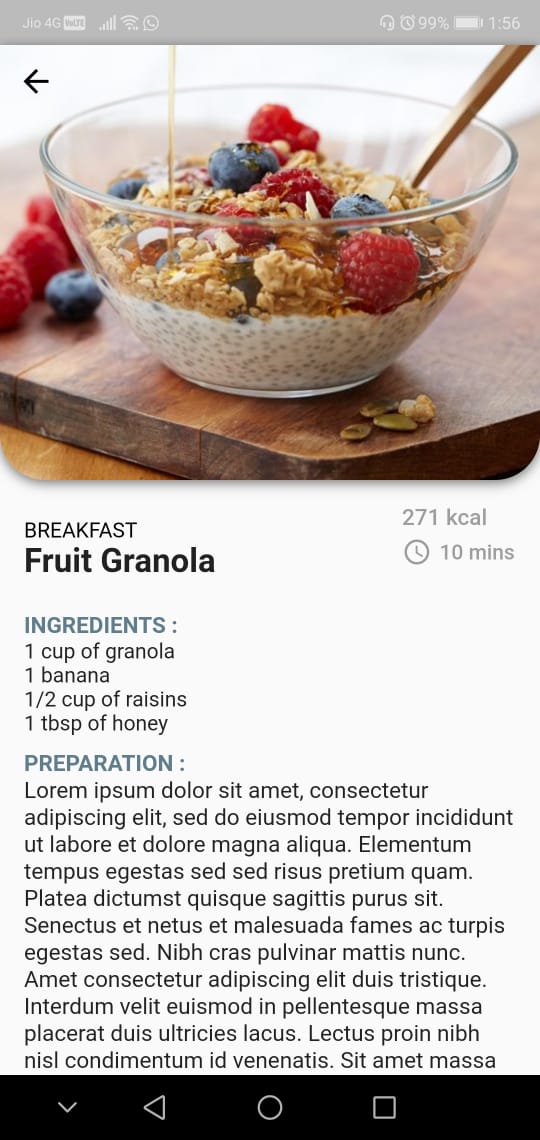 Jio 4G VoLTE 99% 1:56
BREAKFAST
Fruit Granola
271 kcal
10 mins
INGREDIENTS :
1 cup of granola
1 banana
1/2 cup of raisins
1 tbsp of honey
PREPARATION :
Lorem ipsum dolor sit amet, consectetur
adipiscing elit, sed do eiusmod tempor incididunt
ut labore et dolore magna aliqua. Elementum
tempus egestas sed sed risus pretium quam.
Platea dictumst quisque sagittis purus sit.
Senectus et netus et malesuada fames ac turpis
egestas sed. Nibh cras pulvinar mattis nunc.
Amet consectetur adipiscing elit duis tristique.
Interdum velit euismod in pellentesque massa
placerat duis ultricies lacus. Lectus proin nibh
nisl condimentum id venenatis. Sit amet massa